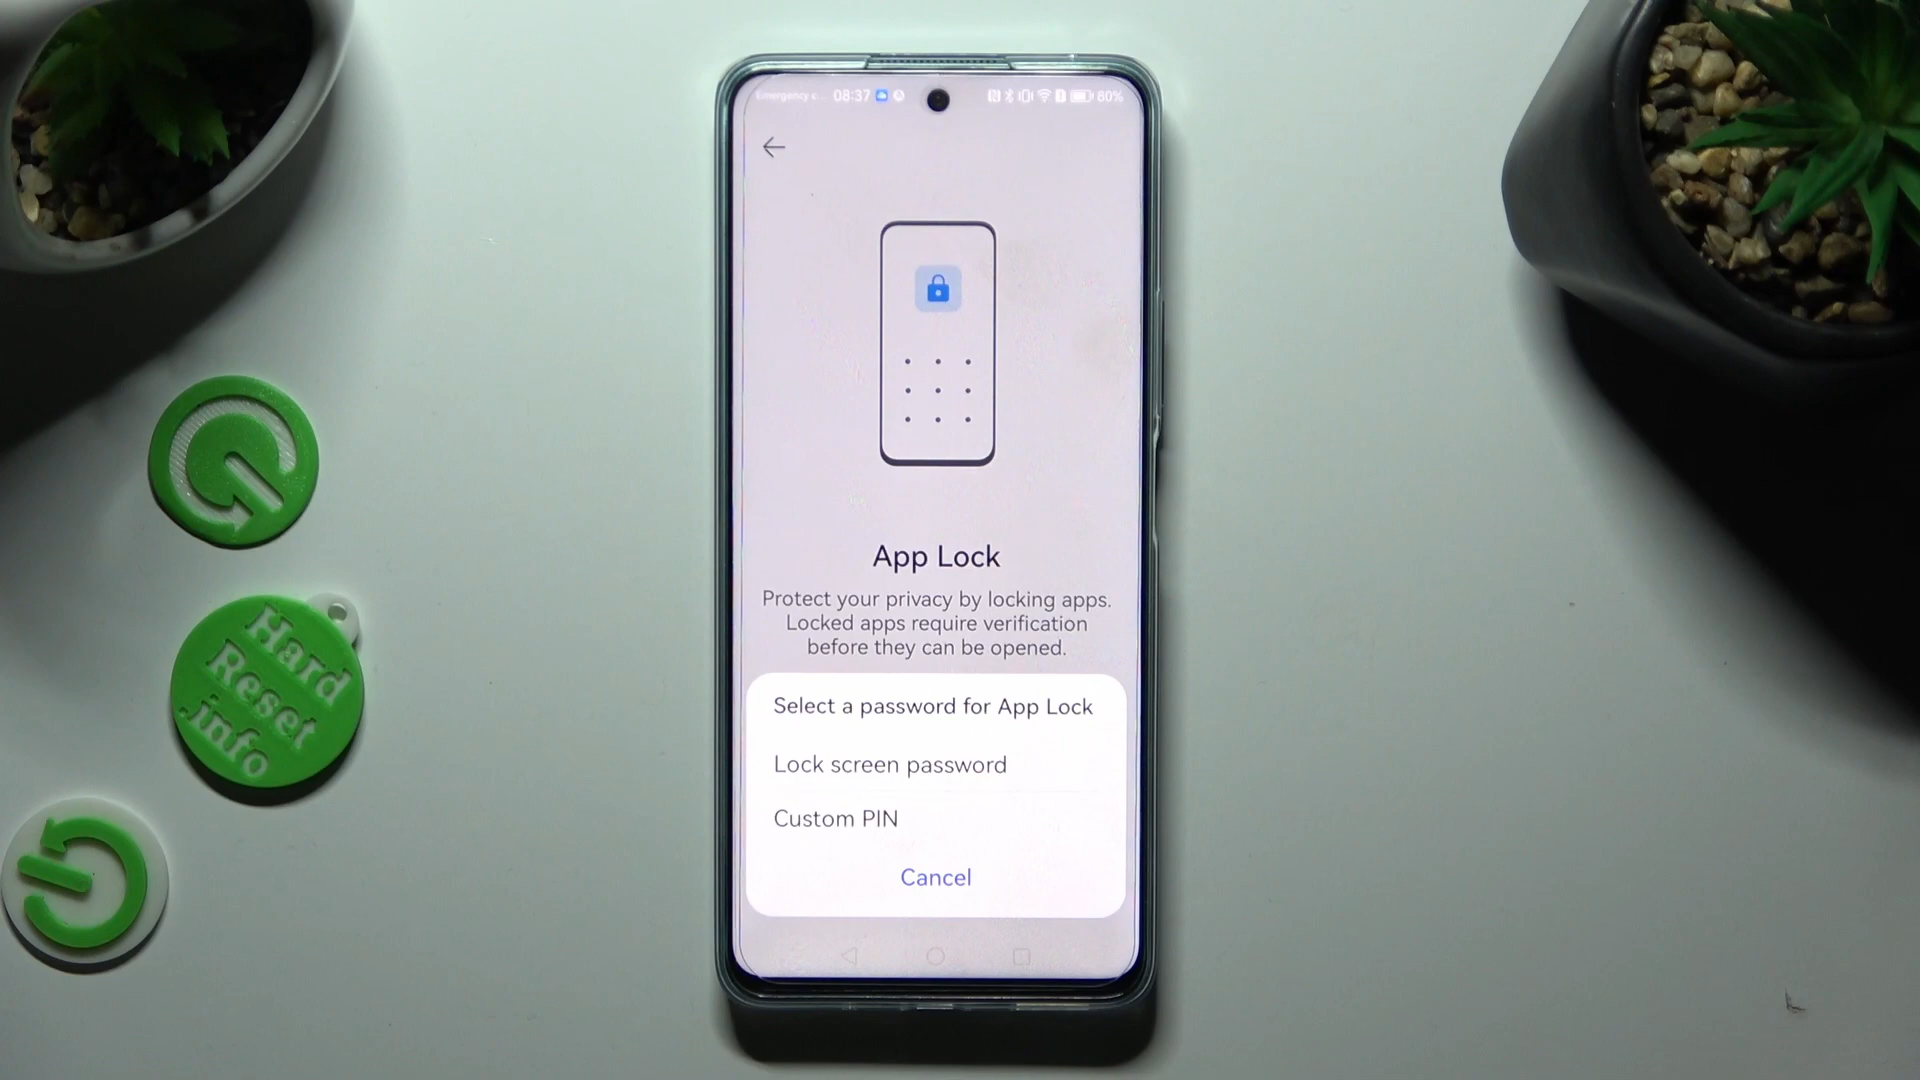 Emergency c... 08:37 80%
App Lock
Protect your privacy by locking apps.
Locked apps require verification
before they can be opened.
Select a password for App Lock
Lock screen password
Custom PIN
Cancel
Hard
Reset
.info